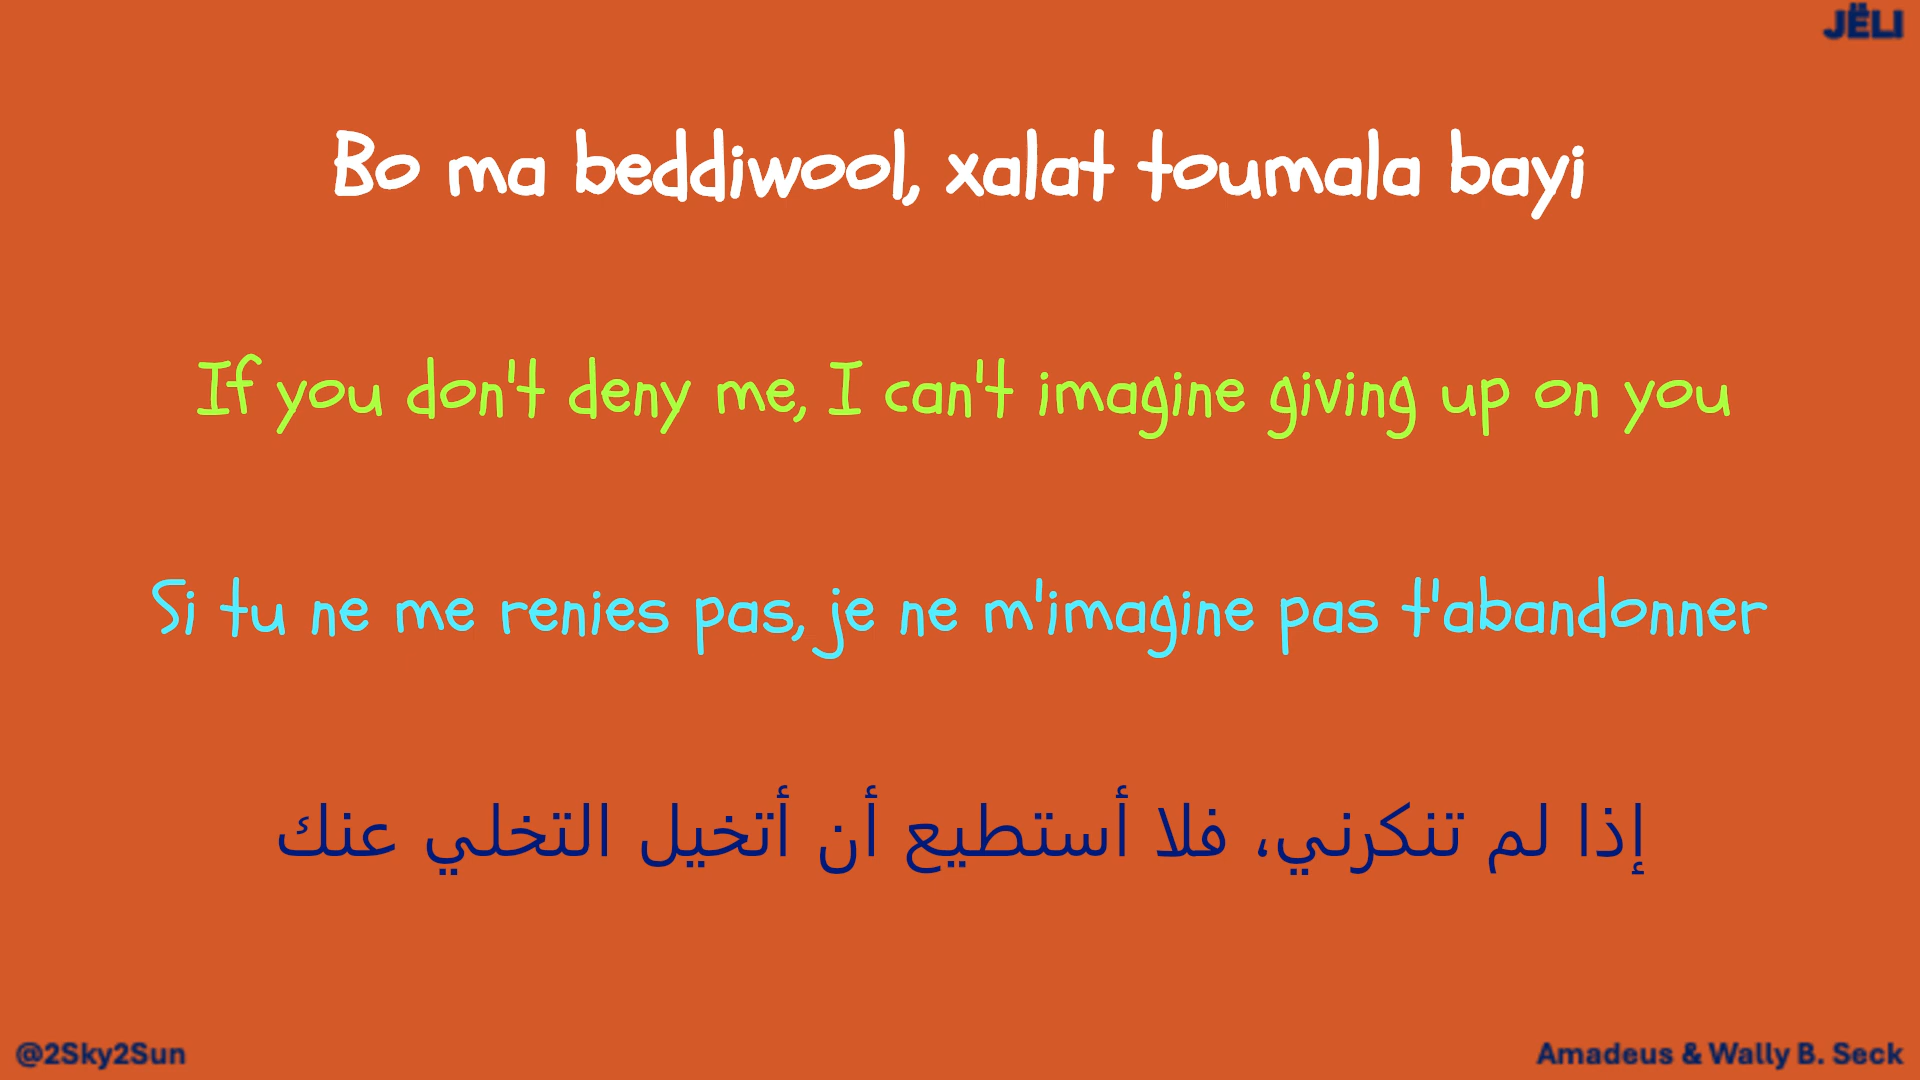 JËLI
Bo ma beddiwool, xalat toumala bayi
If you don't deny me, I can't imagine giving up on you
Si tu ne me renies pas, je ne m'imagine pas t'abandonner
إذا لم تنكرني، فلا أستطيع أن أتخيل التخلي عنك
@2Sky2Sun
Amadeus & Wally B. Seck